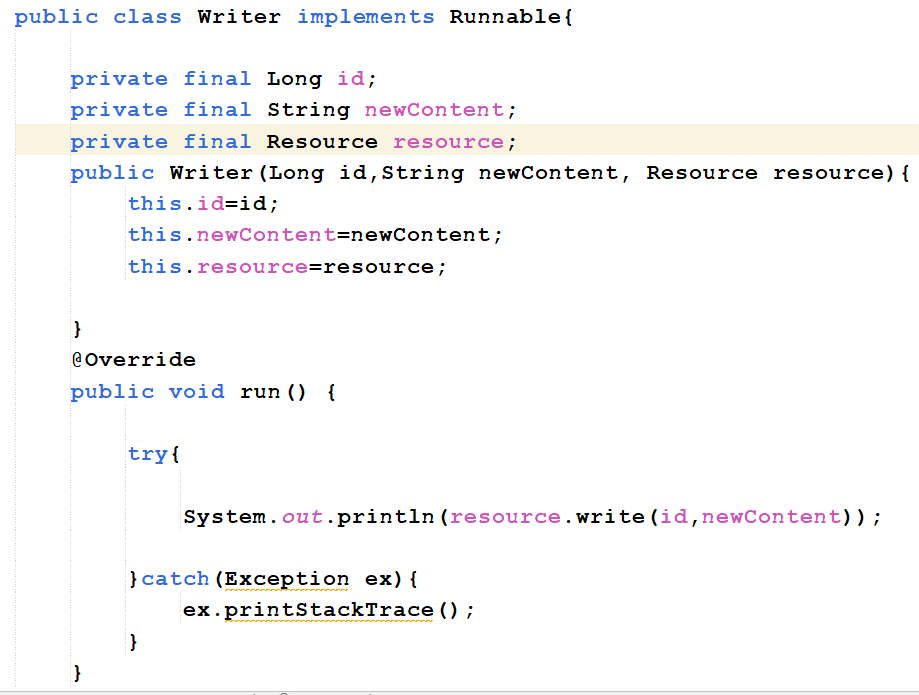 public class Writer implements Runnable{
private final Long id;
private final String newContent;
private final Resource resource;
public Writer(Long id,String newContent, Resource resource){
this.id=id;
this.newContent=newContent;
this.resource=resource;
}
@Override
public void run() {
try{
System.out.println(resource.write(id,newContent));
}catch(Exception ex){
ex.printStackTrace();
}
}